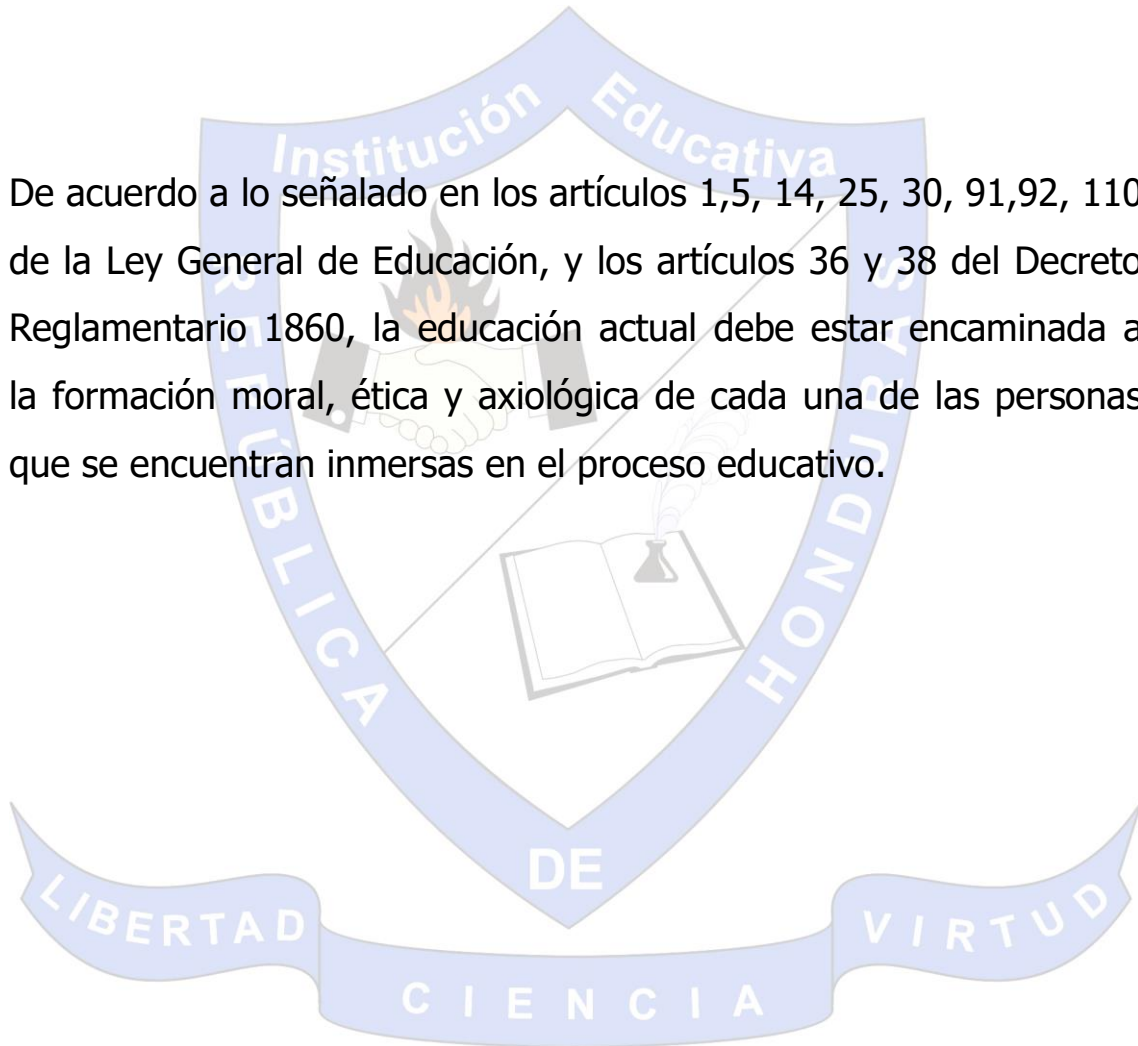 Institución Educativa
De acuerdo a lo señalado en los artículos 1,5, 14, 25, 30, 91,92, 110
de la Ley General de Educación, y los artículos 36 y 38 del Decreto
Reglamentario 1860, la educación actual debe estar encaminada a
la formación moral, ética y axiológica de cada una de las personas
que se encuentran inmersas en el proceso educativo.
REPÚBLICA
DE
HONDURAS
LIBERTAD
CIENCIA
VIRTUD